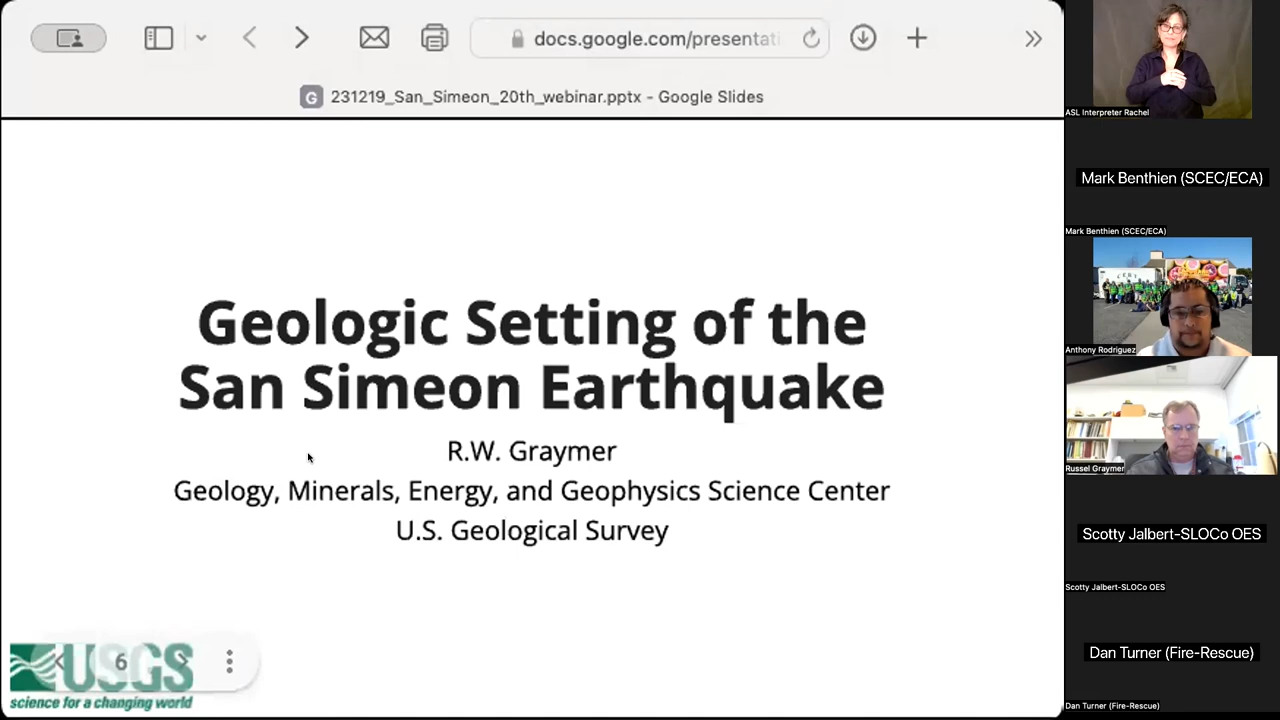 docs.google.com/presentati
231219_San_Simeon_20th_webinar.pptx - Google Slides
Geologic Setting of the
San Simeon Earthquake
R.W. Graymer
Geology, Minerals, Energy, and Geophysics Science Center
U.S. Geological Survey
USGS
6
science for a changing world
ASL Interpreter Rachel
Mark Benthien (SCEC/ECA)
Mark Benthien (SCEC/ECA)
Anthony Rodriguez
Russel Graymer
Scotty Jalbert-SLOCo OES
Scotty Jalbert-SLOCo OES
Dan Turner (Fire-Rescue)
Dan Turner (Fire-Rescue)